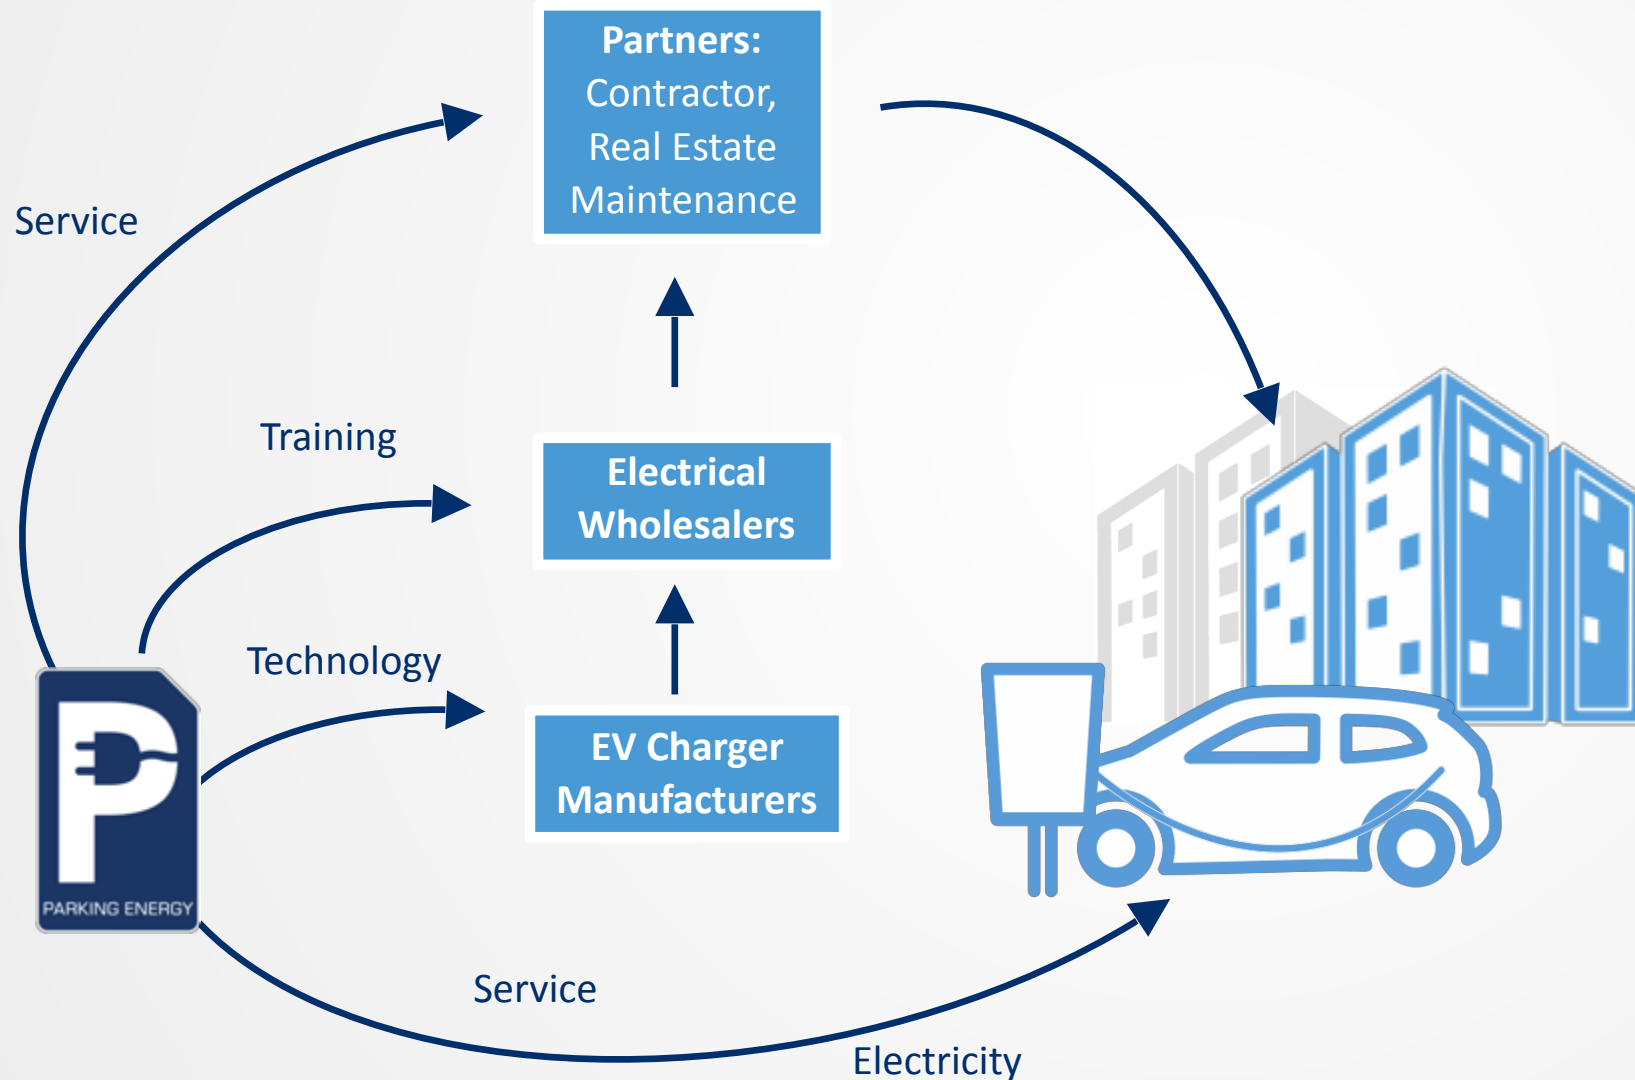 Partners:
Contractor,
Real Estate
Maintenance
Service
Training
Electrical
Wholesalers
Technology
EV Charger
Manufacturers
P
PARKING ENERGY
Service
Electricity